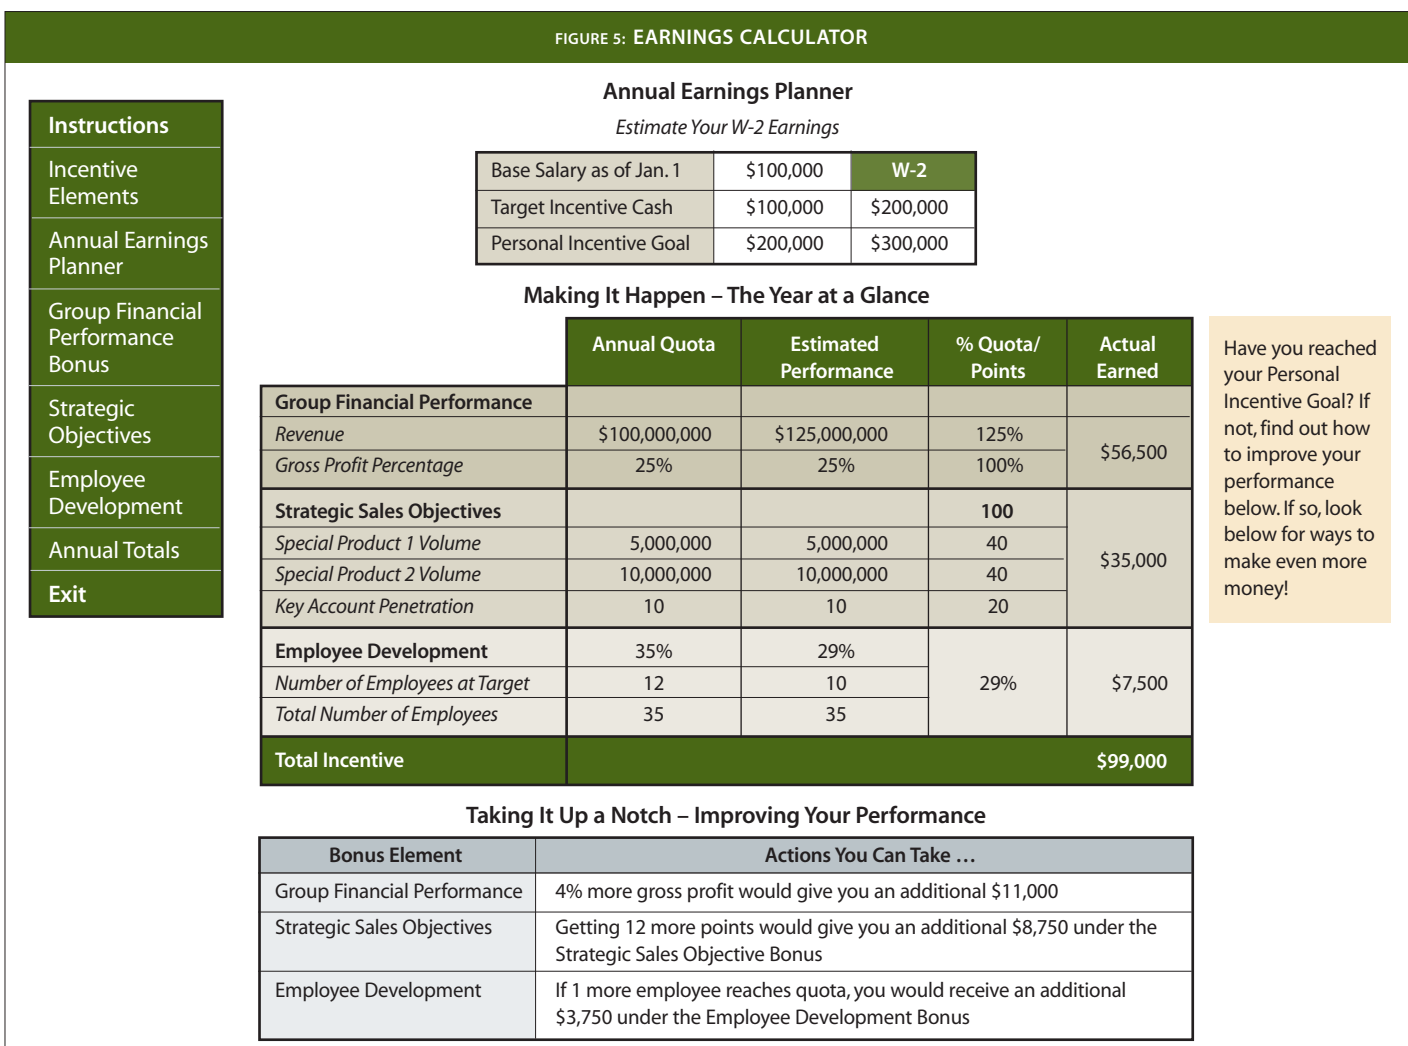 FIGURE 5: EARNINGS CALCULATOR
Instructions
Incentive
Elements
Annual Earnings
Planner
Group Financial
Performance
Bonus
Strategic
Objectives
Employee
Development
Annual Totals
Exit
Annual Earnings Planner
Estimate Your W-2 Earnings
Base Salary as of Jan. 1 $100,000 W-2
Target Incentive Cash $100,000 $200,000
Personal Incentive Goal $200,000 $300,000
Making It Happen – The Year at a Glance
Annual Quota Estimated Performance % Quota/ Points Actual Earned
Group Financial Performance
Revenue $100,000,000 $125,000,000 125%
$56,500
Gross Profit Percentage 25% 25% 100%
Strategic Sales Objectives 100
Special Product 1 Volume 5,000,000 5,000,000 40
$35,000
Special Product 2 Volume 10,000,000 10,000,000 40
Key Account Penetration 10 10 20
Employee Development 35% 29%
Number of Employees at Target 12 10 29% $7,500
Total Number of Employees 35 35
Total Incentive $99,000
Have you reached
your Personal
Incentive Goal? If
not, find out how
to improve your
performance
below. If so, look
below for ways to
make even more
money!
Taking It Up a Notch – Improving Your Performance
Bonus Element Actions You Can Take …
Group Financial Performance 4% more gross profit would give you an additional $11,000
Strategic Sales Objectives Getting 12 more points would give you an additional $8,750 under the
Strategic Sales Objective Bonus
Employee Development If 1 more employee reaches quota, you would receive an additional
$3,750 under the Employee Development Bonus